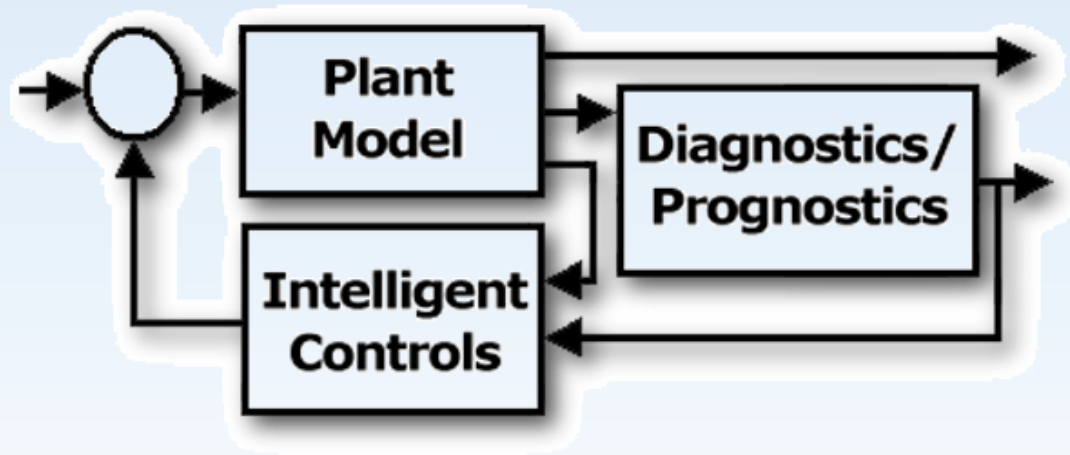 Plant
Model
Diagnostics/
Prognostics
Intelligent
Controls